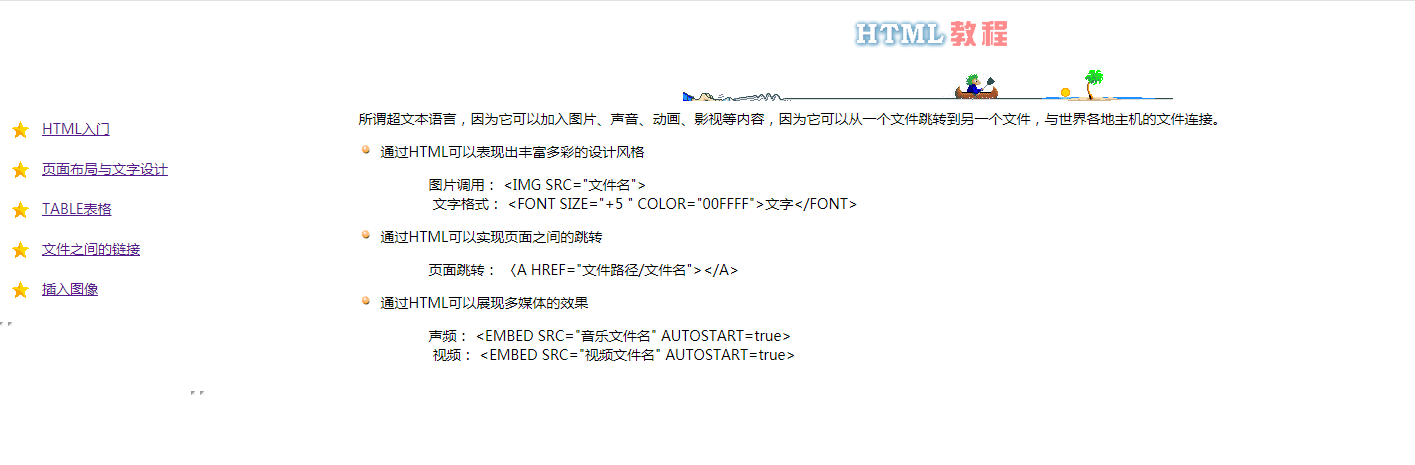 HTML教程
HTML入门
页面布局与文字设计
TABLE表格
文件之间的链接
插入图像
所谓超文本语言，因为它可以加入图片、声音、动画、影视等内容，因为它可以从一个文件跳转到另一个文件，与世界各地主机的文件连接。
通过HTML可以表现出丰富多彩的设计风格
图片调用： <IMG SRC="文件名">
文字格式： <FONT SIZE="+5 " COLOR="00FFFF">文字</FONT>
通过HTML可以实现页面之间的跳转
页面跳转： 〈A HREF="文件路径/文件名"></A>
通过HTML可以展现多媒体的效果
声频： <EMBED SRC="音乐文件名" AUTOSTART=true>
视频： <EMBED SRC="视频文件名" AUTOSTART=true>